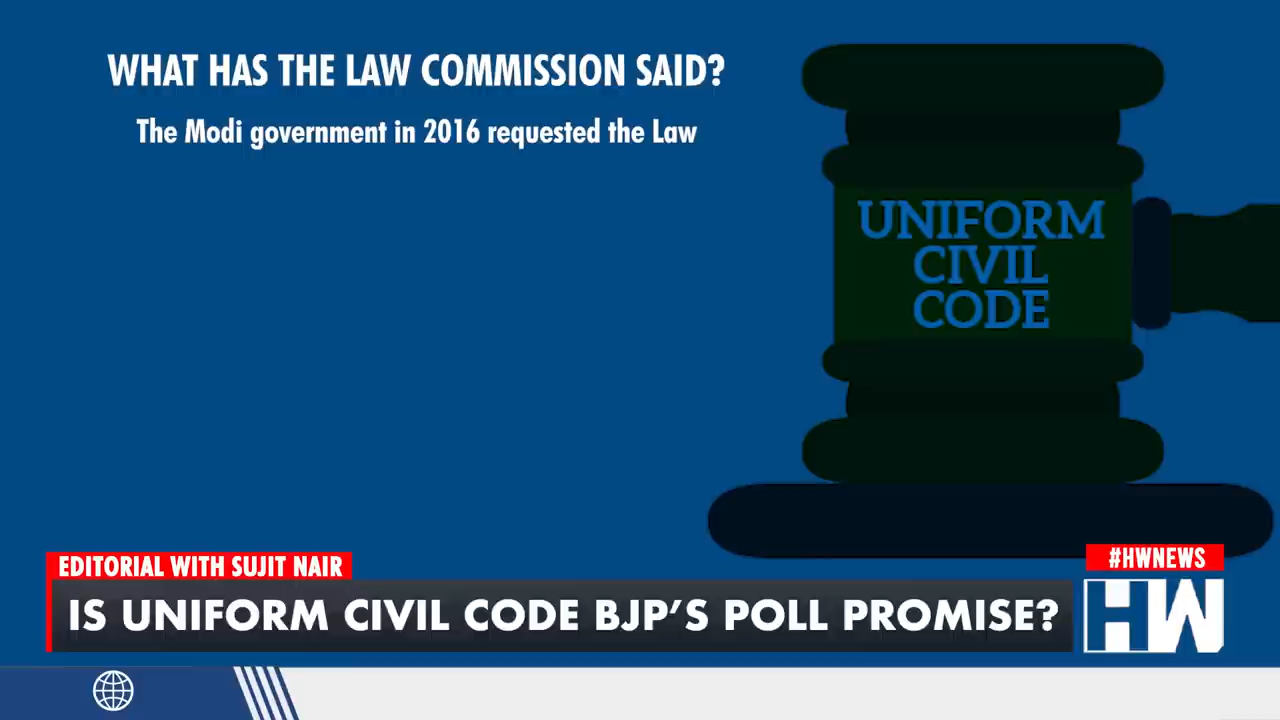 WHAT HAS THE LAW COMMISSION SAID?
The Modi government in 2016 requested the Law
UNIFORM
CIVIL
CODE
EDITORIAL WITH SUJIT NAIR
#HWNEWS
IS UNIFORM CIVIL CODE BJP'S POLL PROMISE?
HW